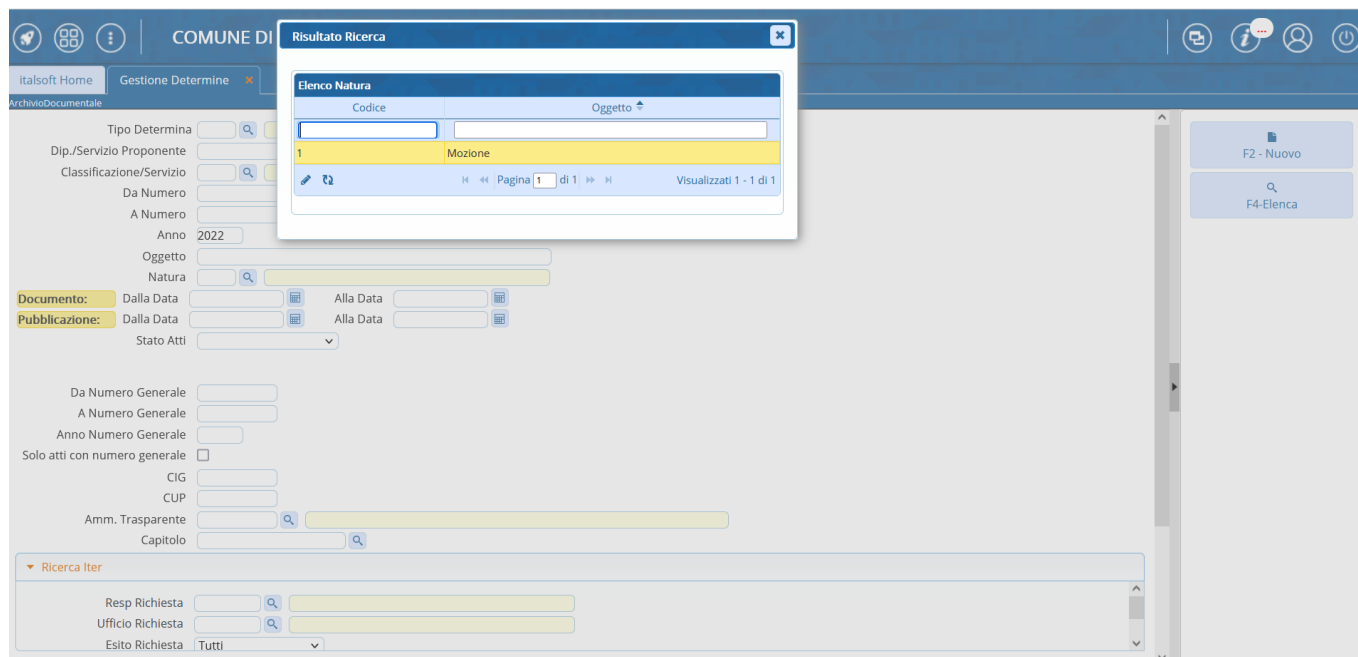 COMUNE DI
Risultato Ricerca
...
italsoft Home
Gestione Determine
ArchivioDocumentale
Elenco Natura
Codice Oggetto
1 Mozione
Pagina 1 di 1 Visualizzati 1 - 1 di 1
Tipo Determina
Dip./Servizio Proponente
Classificazione/Servizio
Da Numero
A Numero
Anno 2022
Oggetto
Natura
Documento: Dalla Data Alla Data
Pubblicazione: Dalla Data Alla Data
Stato Atti
Da Numero Generale
A Numero Generale
Anno Numero Generale
Solo atti con numero generale
CIG
CUP
Amm. Trasparente
Capitolo
Ricerca Iter
Resp Richiesta
Ufficio Richiesta
Esito Richiesta Tutti
F2 - Nuovo
F4-Elenca